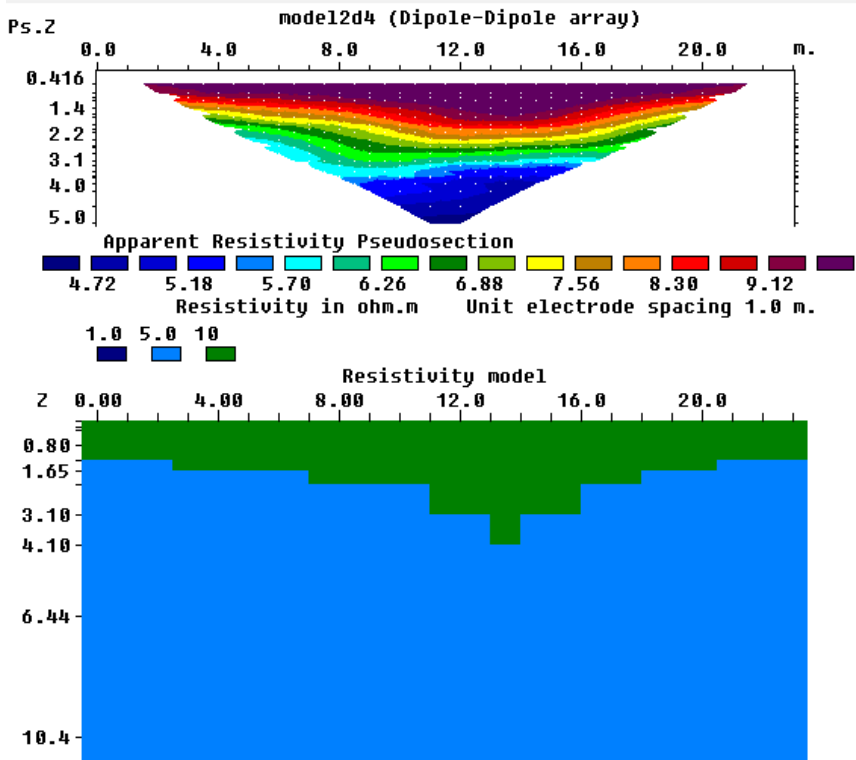 model2d4 (Dipole-Dipole array)
Ps.Z
0.0 4.0 8.0 12.0 16.0 20.0 m.
0.416
1.4
2.2
3.1
4.0
5.0
Apparent Resistivity Pseudosection
4.72 5.18 5.70 6.26 6.88 7.56 8.30 9.12
Resistivity in ohm.m Unit electrode spacing 1.0 m.
1.0 5.0 10
Resistivity model
Z 0.00 4.00 8.00 12.0 16.0 20.0
0.80
1.65
3.10
4.10
6.44
10.4